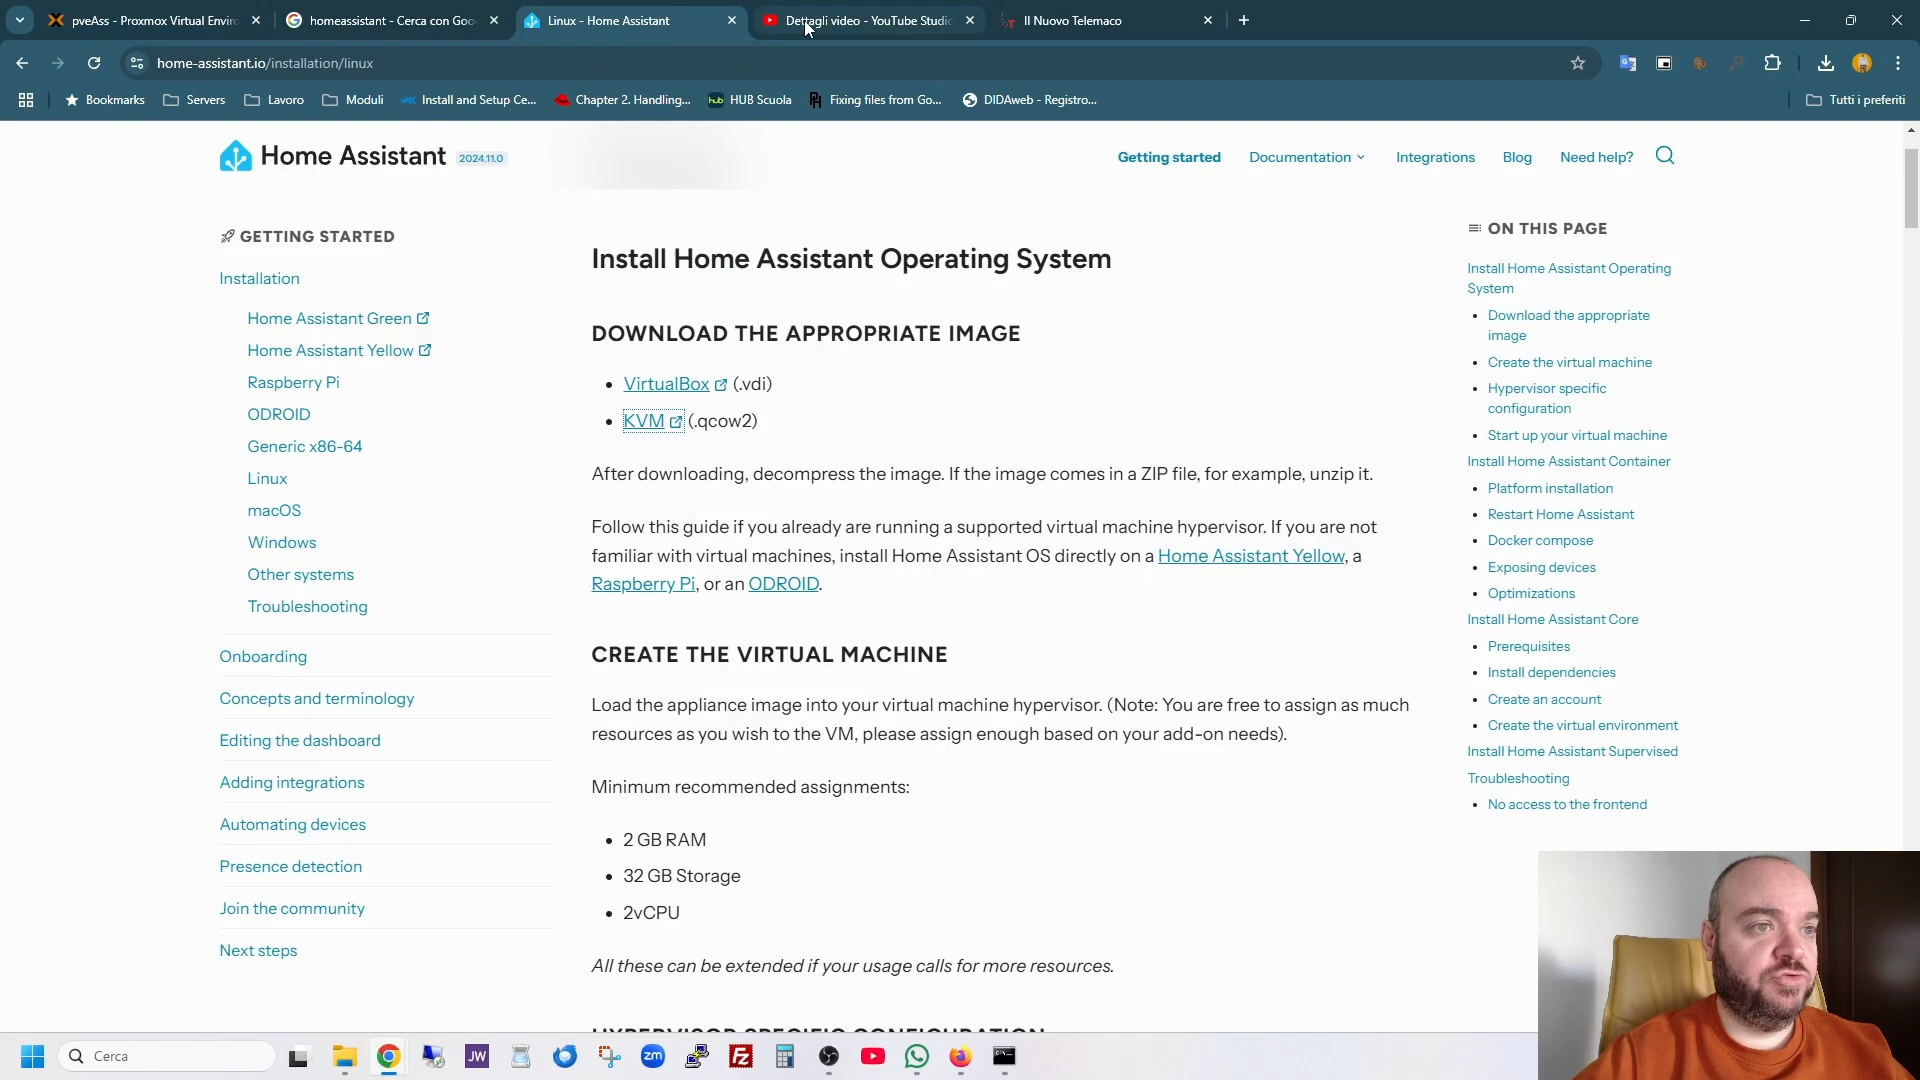 pveAss - Proxmox Virtual Enviro
homeassistant - Cerca con Goo
Linux - Home Assistant
Dettagli video - YouTube Studio
Il Nuovo Telemaco
home-assistant.io/installation/linux
Bookmarks
Servers
Lavoro
Moduli
Install and Setup Ce...
Chapter 2. Handling...
HUB Scuola
Fixing files from Go...
DIDAweb - Registro...
Tutti i preferiti
Home Assistant 2024.11.0
Getting started
Documentation
Integrations
Blog
Need help?
GETTING STARTED
Installation
Home Assistant Green
Home Assistant Yellow
Raspberry Pi
ODROID
Generic x86-64
Linux
macOS
Windows
Other systems
Troubleshooting
Onboarding
Concepts and terminology
Editing the dashboard
Adding integrations
Automating devices
Presence detection
Join the community
Next steps
Install Home Assistant Operating System
DOWNLOAD THE APPROPRIATE IMAGE
• VirtualBox (.vdi)
• KVM (.qcow2)
After downloading, decompress the image. If the image comes in a ZIP file, for example, unzip it.
Follow this guide if you already are running a supported virtual machine hypervisor. If you are not
familiar with virtual machines, install Home Assistant OS directly on a Home Assistant Yellow, a
Raspberry Pi, or an ODROID.
CREATE THE VIRTUAL MACHINE
Load the appliance image into your virtual machine hypervisor. (Note: You are free to assign as much
resources as you wish to the VM, please assign enough based on your add-on needs).
Minimum recommended assignments:
• 2 GB RAM
• 32 GB Storage
• 2vCPU
All these can be extended if your usage calls for more resources.
HYPERVISOR SPECIFIC CONFIGURATION
ON THIS PAGE
Install Home Assistant Operating
System
• Download the appropriate
image
• Create the virtual machine
• Hypervisor specific
configuration
• Start up your virtual machine
Install Home Assistant Container
• Platform installation
• Restart Home Assistant
• Docker compose
• Exposing devices
• Optimizations
Install Home Assistant Core
• Prerequisites
• Install dependencies
• Create an account
• Create the virtual environment
Install Home Assistant Supervised
Troubleshooting
• No access to the frontend
Cerca
JW
zm
FZ